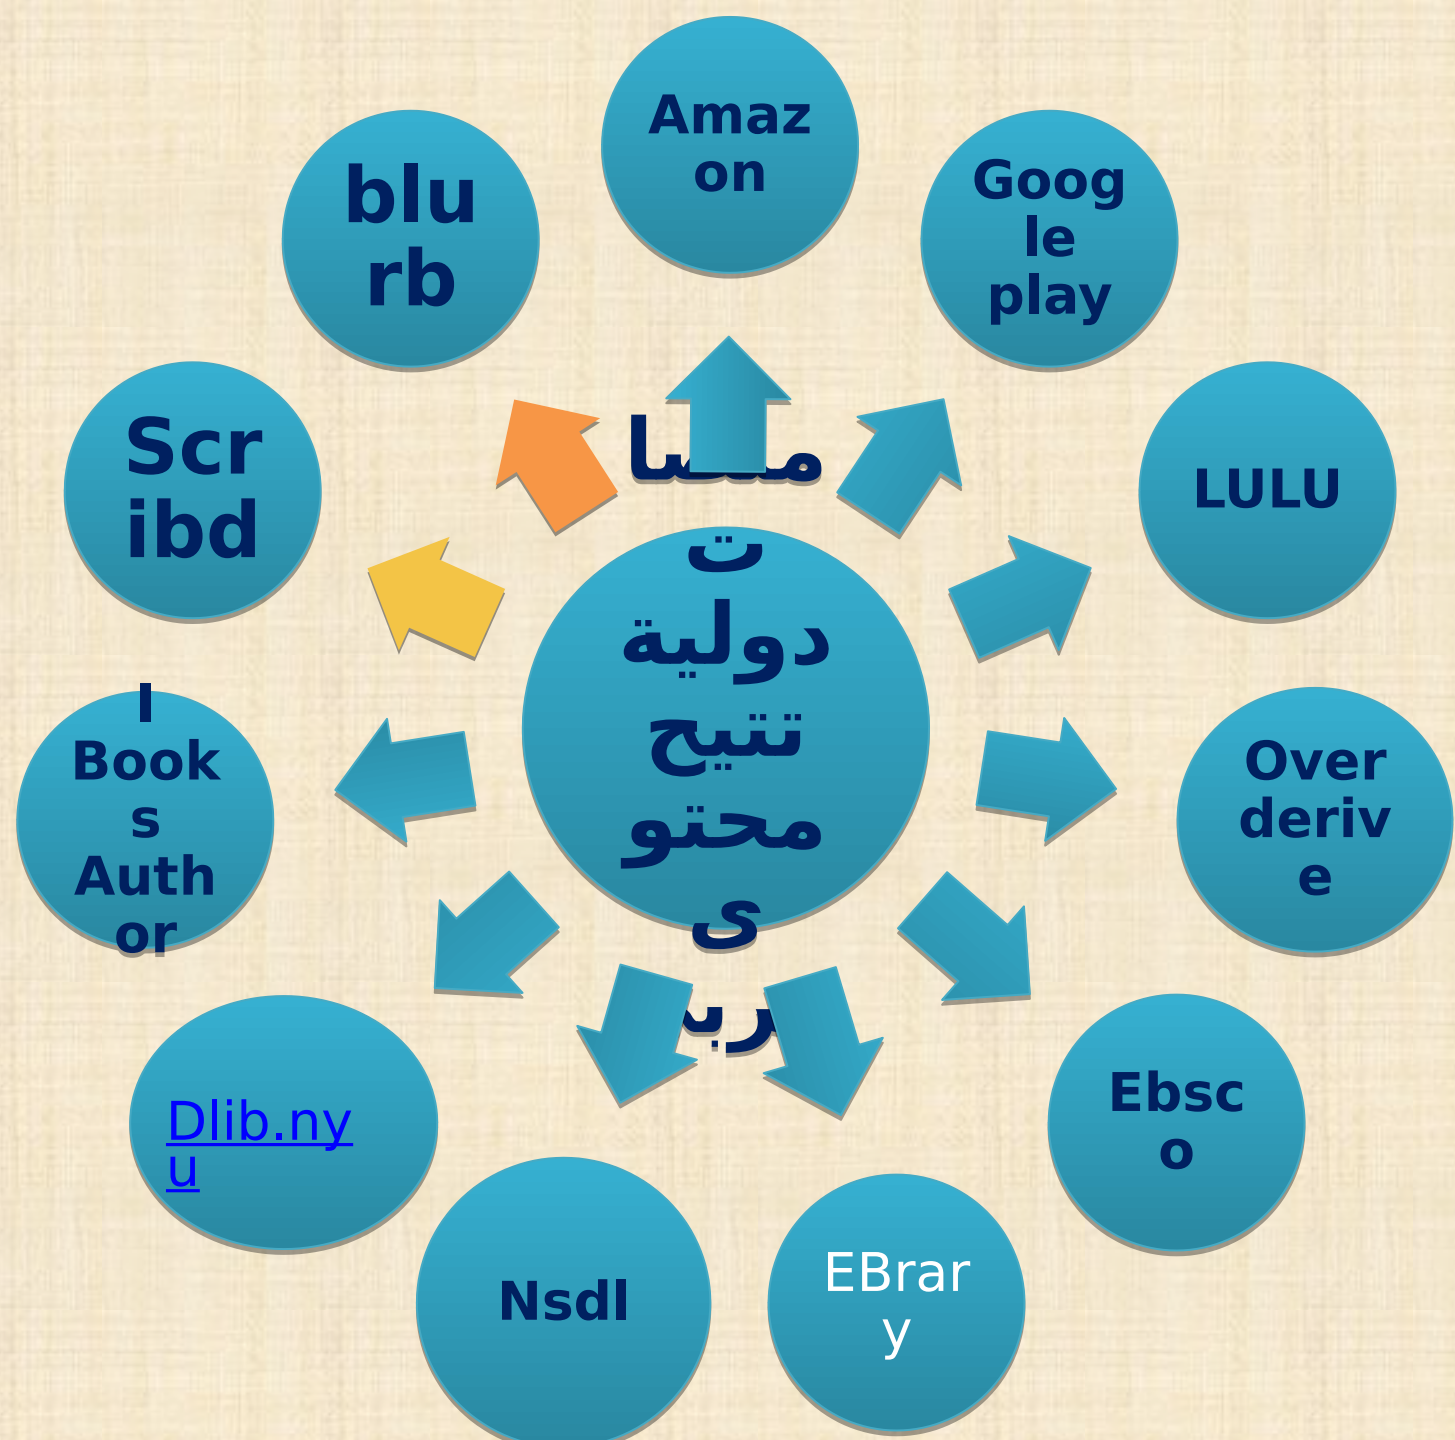 Amaz
on
Goog
le
play
LULU
Over
deriv
e
Ebsc
o
EBrar
y
Nsdl
Dlib.ny
u
I
Book
s
Auth
or
Scr
ibd
blu
rb
ت
دولية
تتيح
محتو
ى